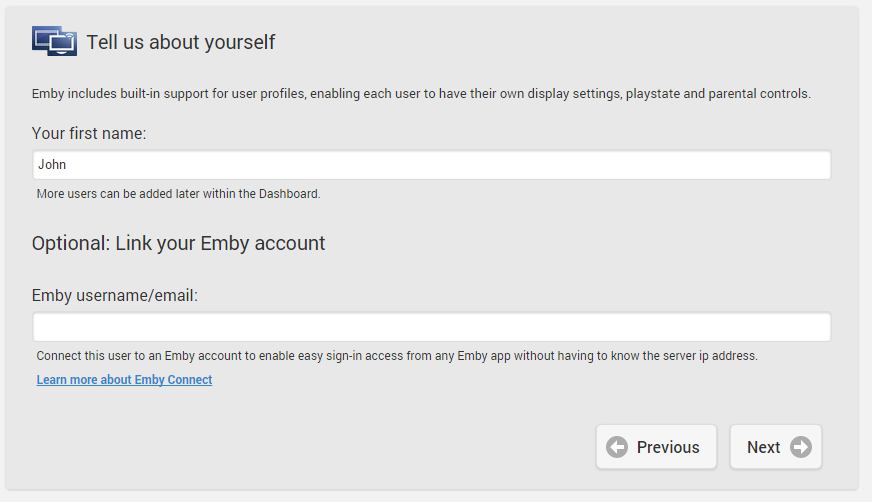 Tell us about yourself
Emby includes built-in support for user profiles, enabling each user to have their own display settings, playstate and parental controls.
Your first name:
John
More users can be added later within the Dashboard.
Optional: Link your Emby account
Emby username/email:
Connect this user to an Emby account to enable easy sign-in access from any Emby app without having to know the server ip address.
Learn more about Emby Connect
Previous
Next